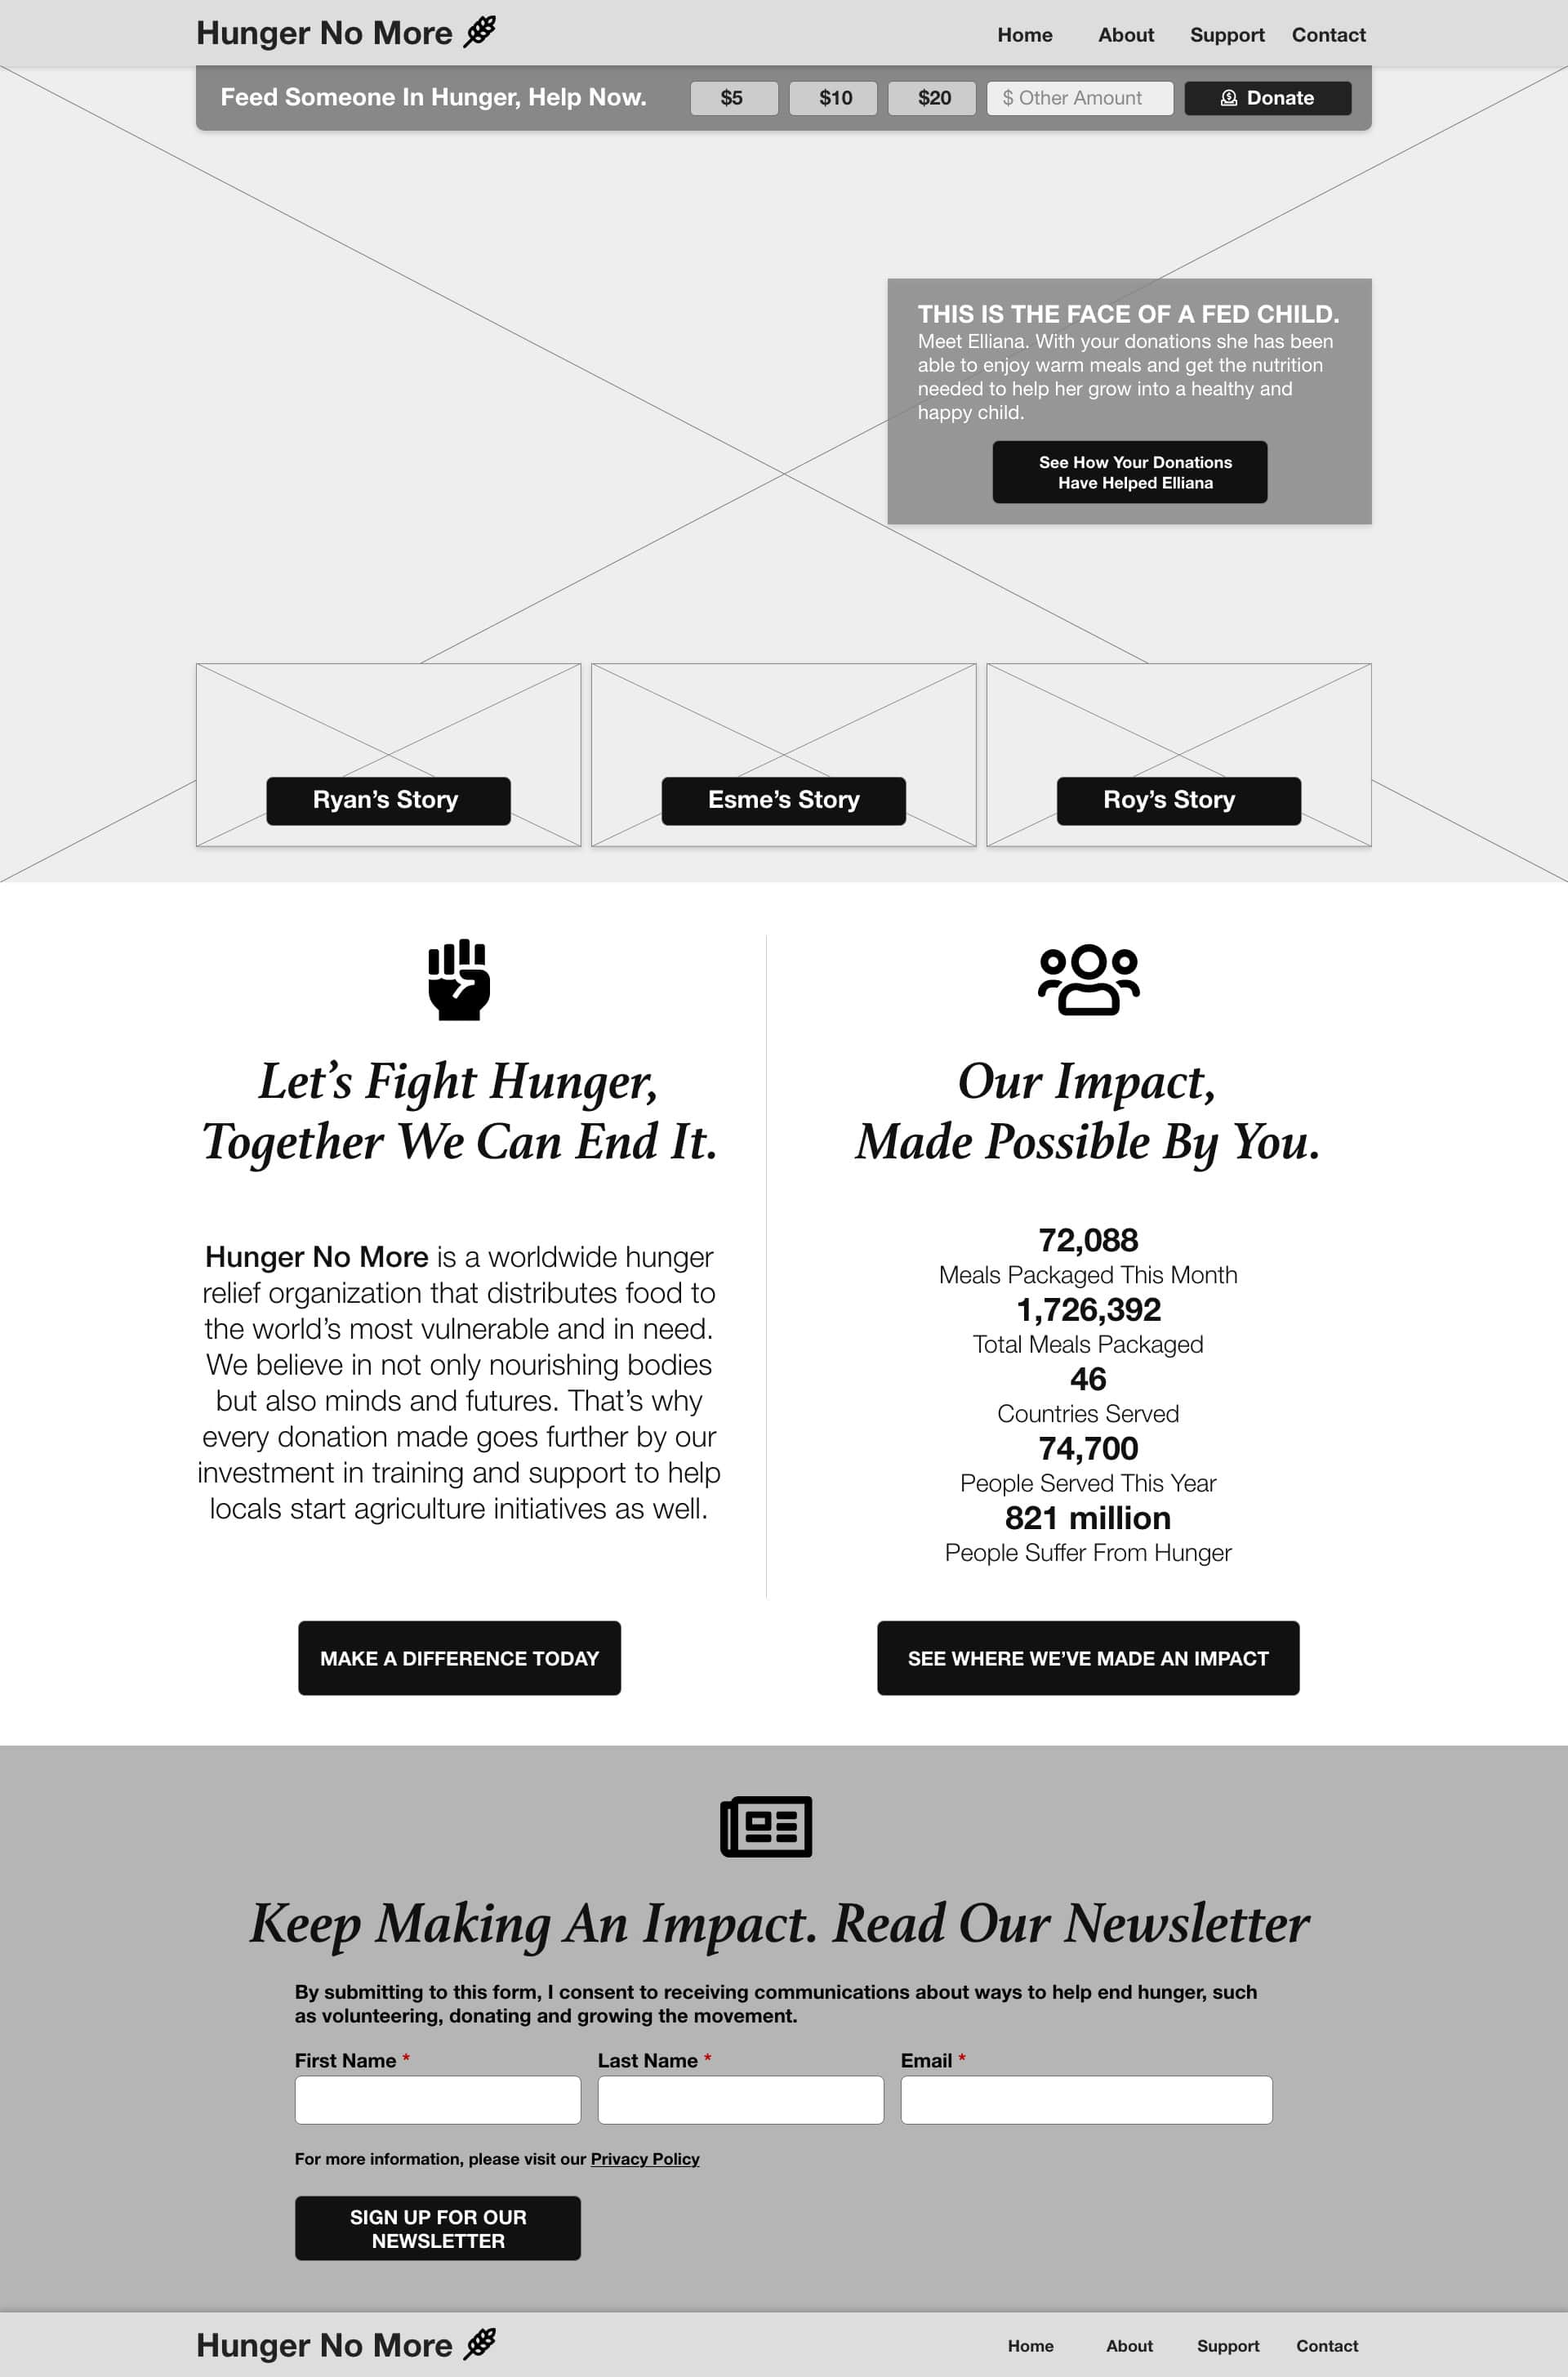 Hunger No More
Home About Support Contact
Feed Someone In Hunger, Help Now. $5 $10 $20 $ Other Amount Donate
THIS IS THE FACE OF A FED CHILD.
Meet Elliana. With your donations she has been
able to enjoy warm meals and get the nutrition
needed to help her grow into a healthy and
happy child.
See How Your Donations
Have Helped Elliana
Ryan’s Story
Esme’s Story
Roy’s Story
Let’s Fight Hunger,
Together We Can End It.
Hunger No More is a worldwide hunger
relief organization that distributes food to
the world’s most vulnerable and in need.
We believe in not only nourishing bodies
but also minds and futures. That’s why
every donation made goes further by our
investment in training and support to help
locals start agriculture initiatives as well.
MAKE A DIFFERENCE TODAY
Our Impact,
Made Possible By You.
72,088
Meals Packaged This Month
1,726,392
Total Meals Packaged
46
Countries Served
74,700
People Served This Year
821 million
People Suffer From Hunger
SEE WHERE WE’VE MADE AN IMPACT
Keep Making An Impact. Read Our Newsletter
By submitting to this form, I consent to receiving communications about ways to help end hunger, such
as volunteering, donating and growing the movement.
First Name * Last Name * Email *
For more information, please visit our Privacy Policy
SIGN UP FOR OUR
NEWSLETTER
Hunger No More
Home About Support Contact